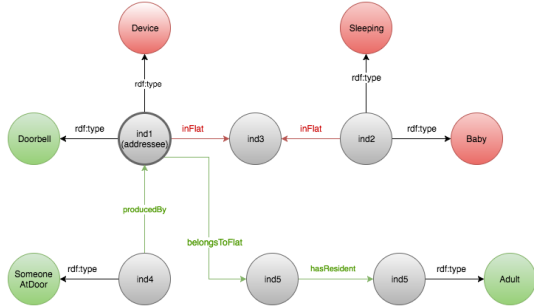 Device
Sleeping
rdf:type
rdf:type
Doorbell
rdf:type
ind1
(addressee)
inFlat
ind3
inFlat
ind2
rdf:type
Baby
producedBy
belongsToFlat
Someone
AtDoor
rdf:type
ind4
ind5
hasResident
ind5
rdf:type
Adult